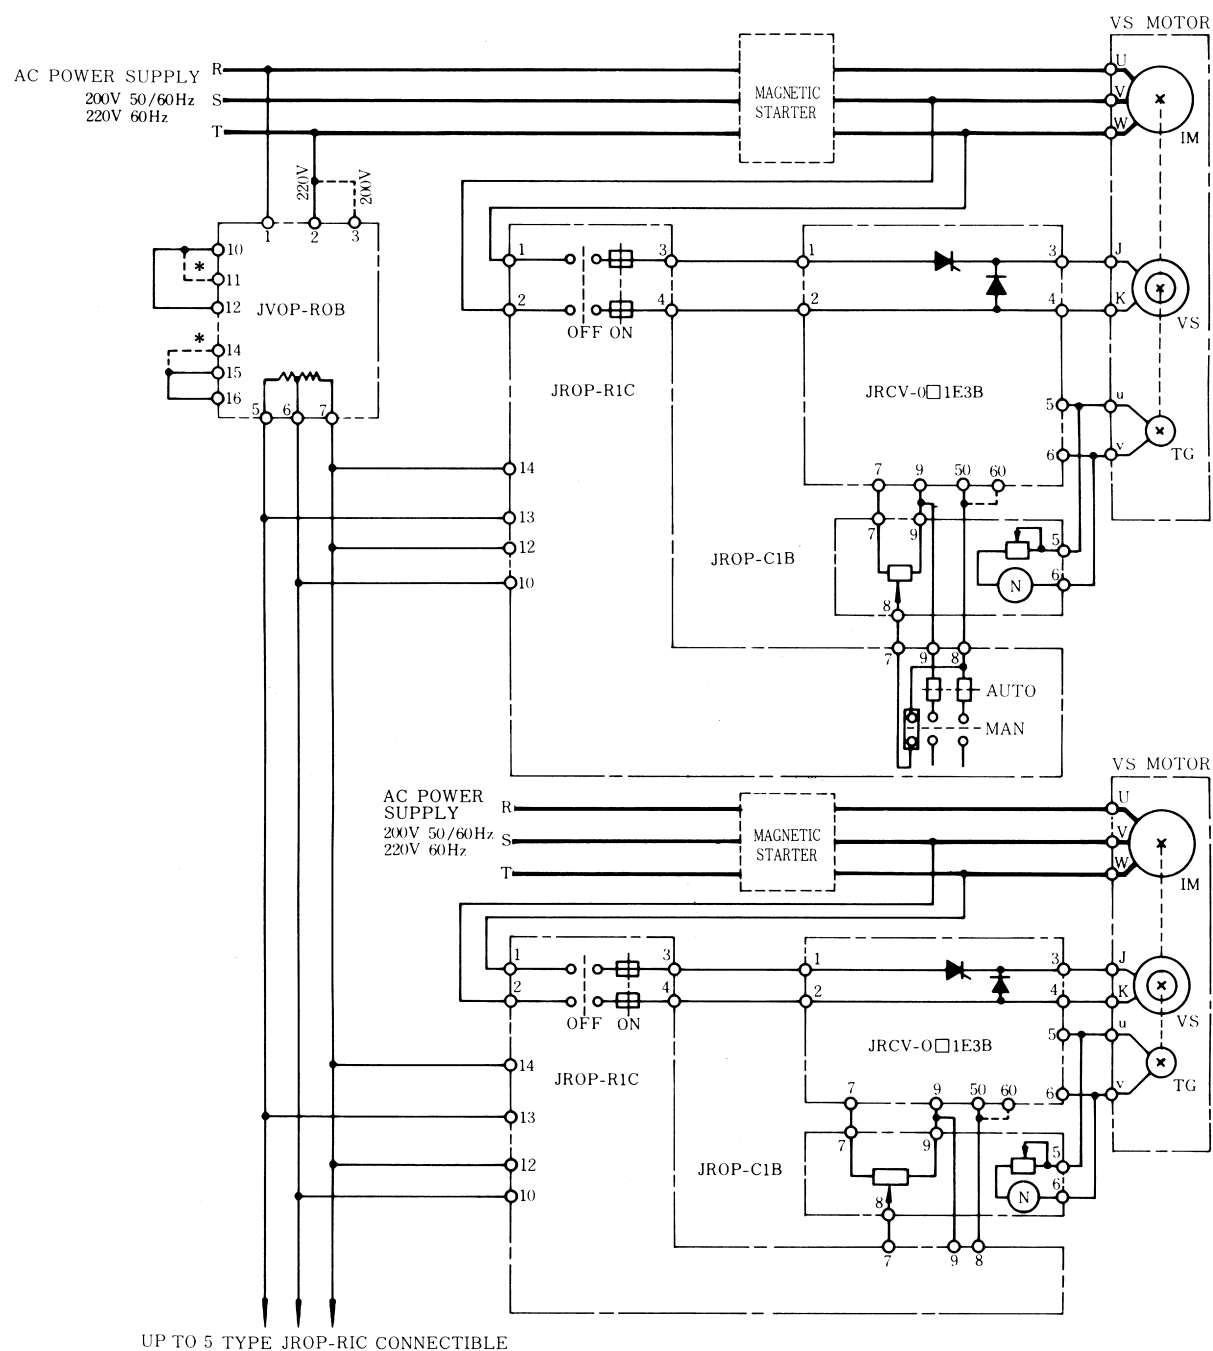 VS MOTOR
AC POWER SUPPLY
200V 50/60Hz
220V 60Hz
R
S
T
MAGNETIC
STARTER
U
V
W
IM
220V
200V
1
2
3
10
*
11
12
JVOP-ROB
*
14
15
16
5
6
7
1
2
3
4
OFF ON
JROP-R1C
14
13
12
10
1
2
3
4
JRCV-0□1E3B
5
6
7
9
50
60
J
K
VS
u
v
TG
JROP-C1B
7
9
8
5
6
N
7
9
8
AUTO
MAN
VS MOTOR
AC POWER
SUPPLY
200V 50/60Hz
220V 60Hz
R
S
T
MAGNETIC
STARTER
U
V
W
IM
1
2
3
4
OFF ON
JROP-R1C
14
13
12
10
1
2
3
4
JRCV-O□1E3B
5
6
7
9
50
60
J
K
VS
u
v
TG
JROP-C1B
7
9
8
5
6
N
7
9
8
UP TO 5 TYPE JROP-RIC CONNECTIBLE